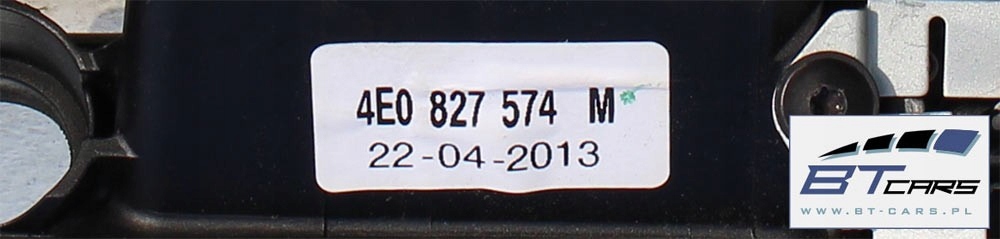 4E0 827 574 M
22-04-2013
BT CARS
WWW.BT-CARS.PL